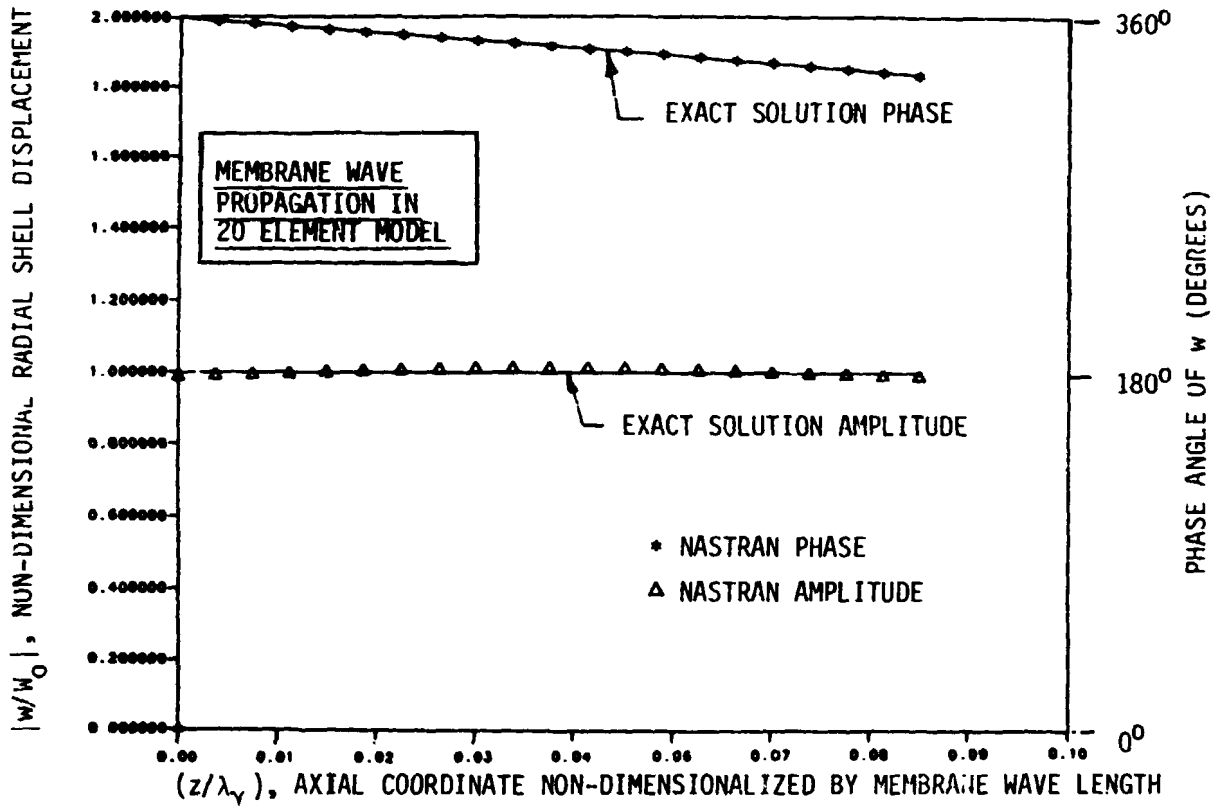 |w/W₀|, NON-DIMENSIONAL RADIAL SHELL DISPLACEMENT
2.000000
1.800000
1.600000
1.400000
1.200000
1.000000
0.800000
0.600000
0.400000
0.200000
0.000000
MEMBRANE WAVE
PROPAGATION IN
20 ELEMENT MODEL
EXACT SOLUTION PHASE
EXACT SOLUTION AMPLITUDE
* NASTRAN PHASE
△ NASTRAN AMPLITUDE
360⁰
180⁰
0⁰
PHASE ANGLE OF w (DEGREES)
0.00 0.01 0.02 0.03 0.04 0.05 0.06 0.07 0.08 0.09 0.10
(z/λᵧ), AXIAL COORDINATE NON-DIMENSIONALIZED BY MEMBRANE WAVE LENGTH